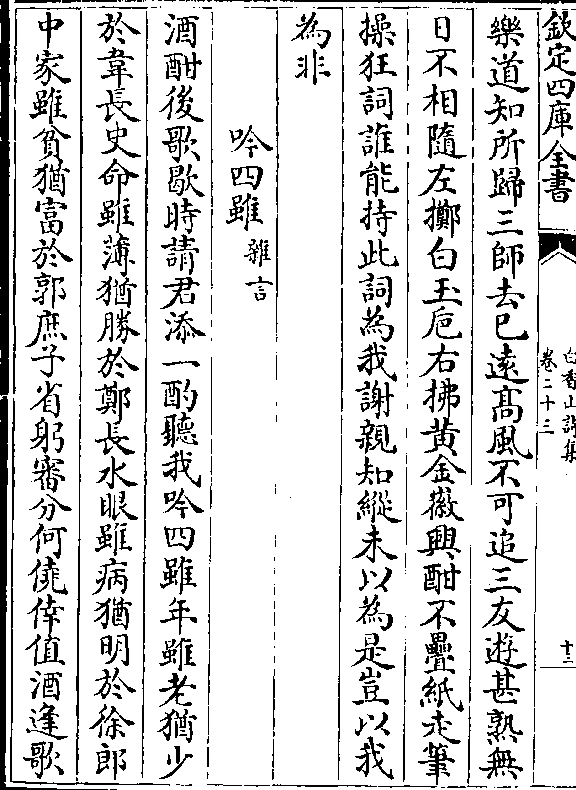 欽定四庫全書
白香山詩集
卷二十三
十三
樂道知所歸三師去已遠高風不可追三友遊甚熟無
日不相隨左擲白玉巵右拂黄金徽興酣不疊紙走筆
操狂詞誰能持此詞為我謝親知縱未以為是豈以我
為非
吟四雖雜言
酒酣後歌歇時請君添一酌聽我吟四雖年雖老猶少
於韋長史命雖薄猶勝於鄭長水眼雖病猶明於徐郎
中家雖貧猶富於郭庶子省躬審分何僥倖值酒逢歌